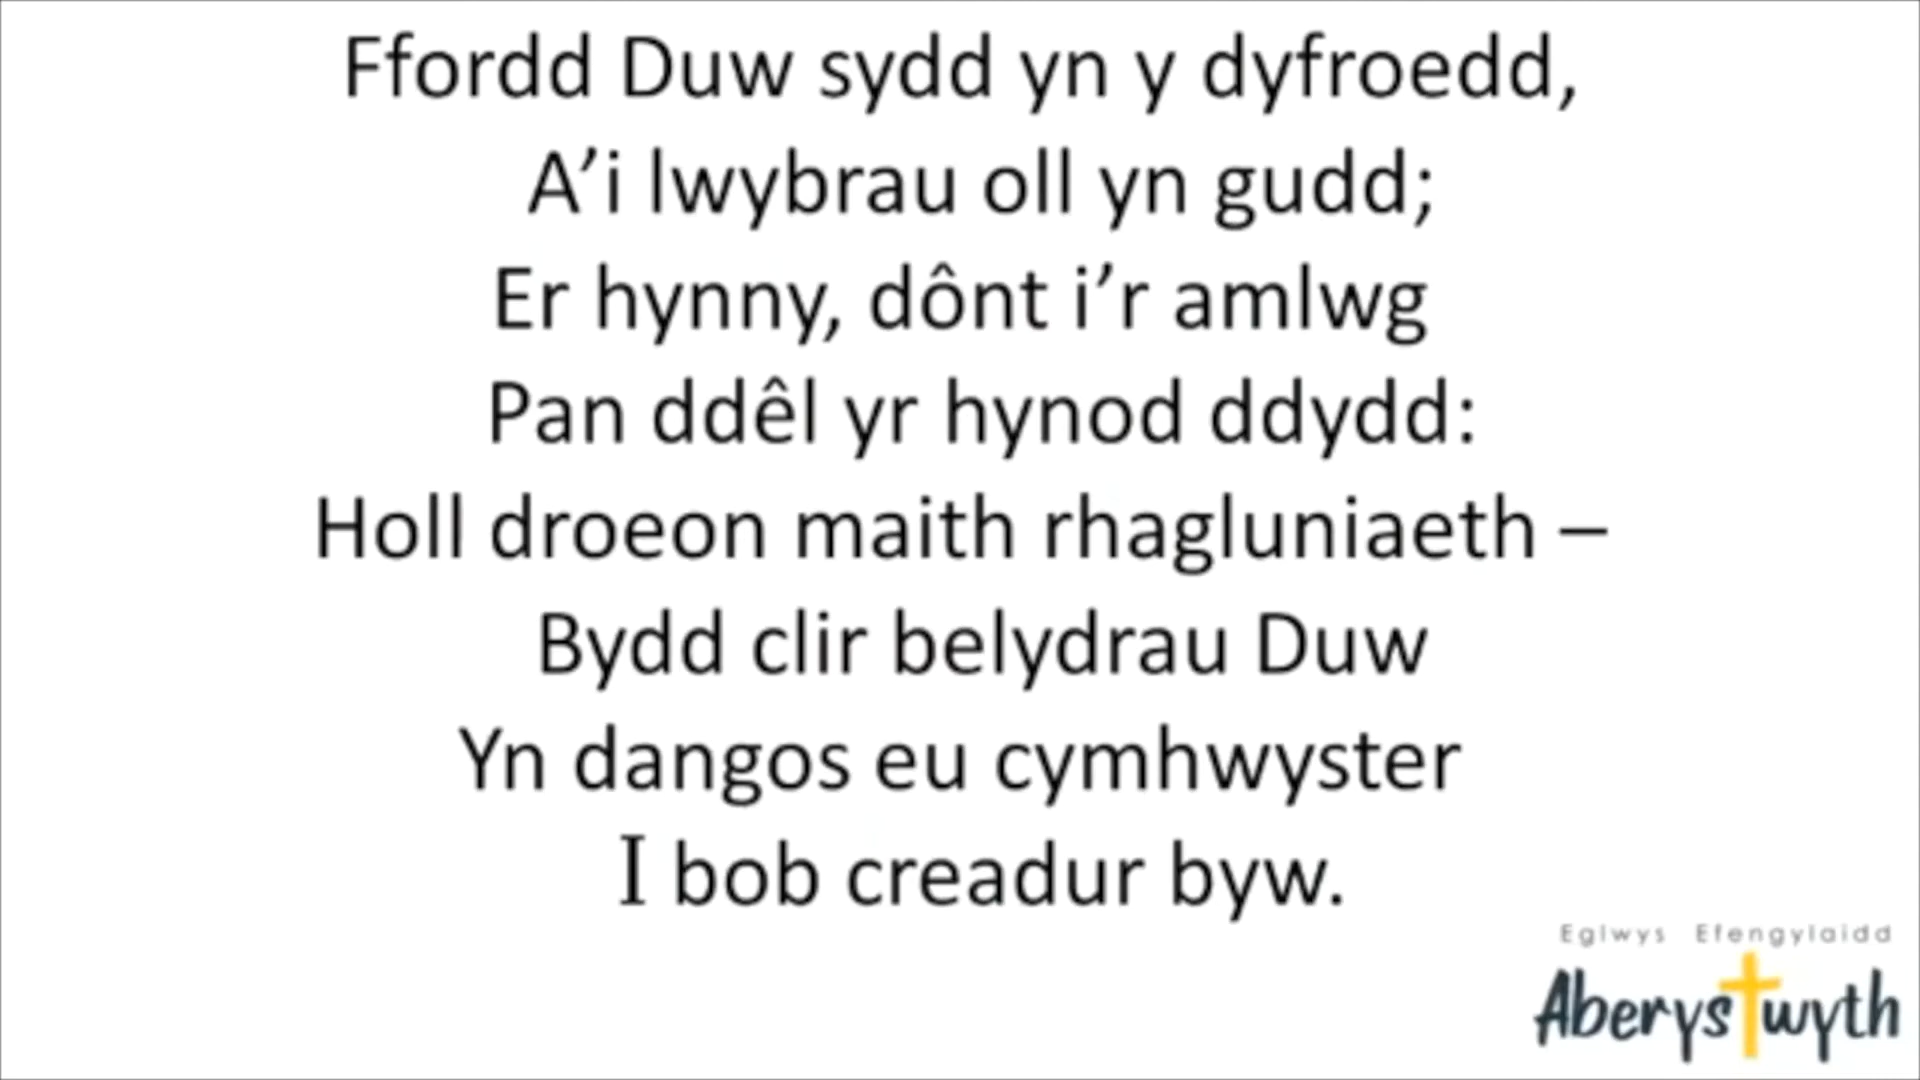 Ffordd Duw sydd yn y dyfroedd,
A’i lwybrau oll yn gudd;
Er hynny, dônt i’r amlwg
Pan ddêl yr hynod ddydd:
Holl droeon maith rhagluniaeth –
Bydd clir belydrau Duw
Yn dangos eu cymhwyster
I bob creadur byw.
Eglwys Efengylaidd
Aberystwyth